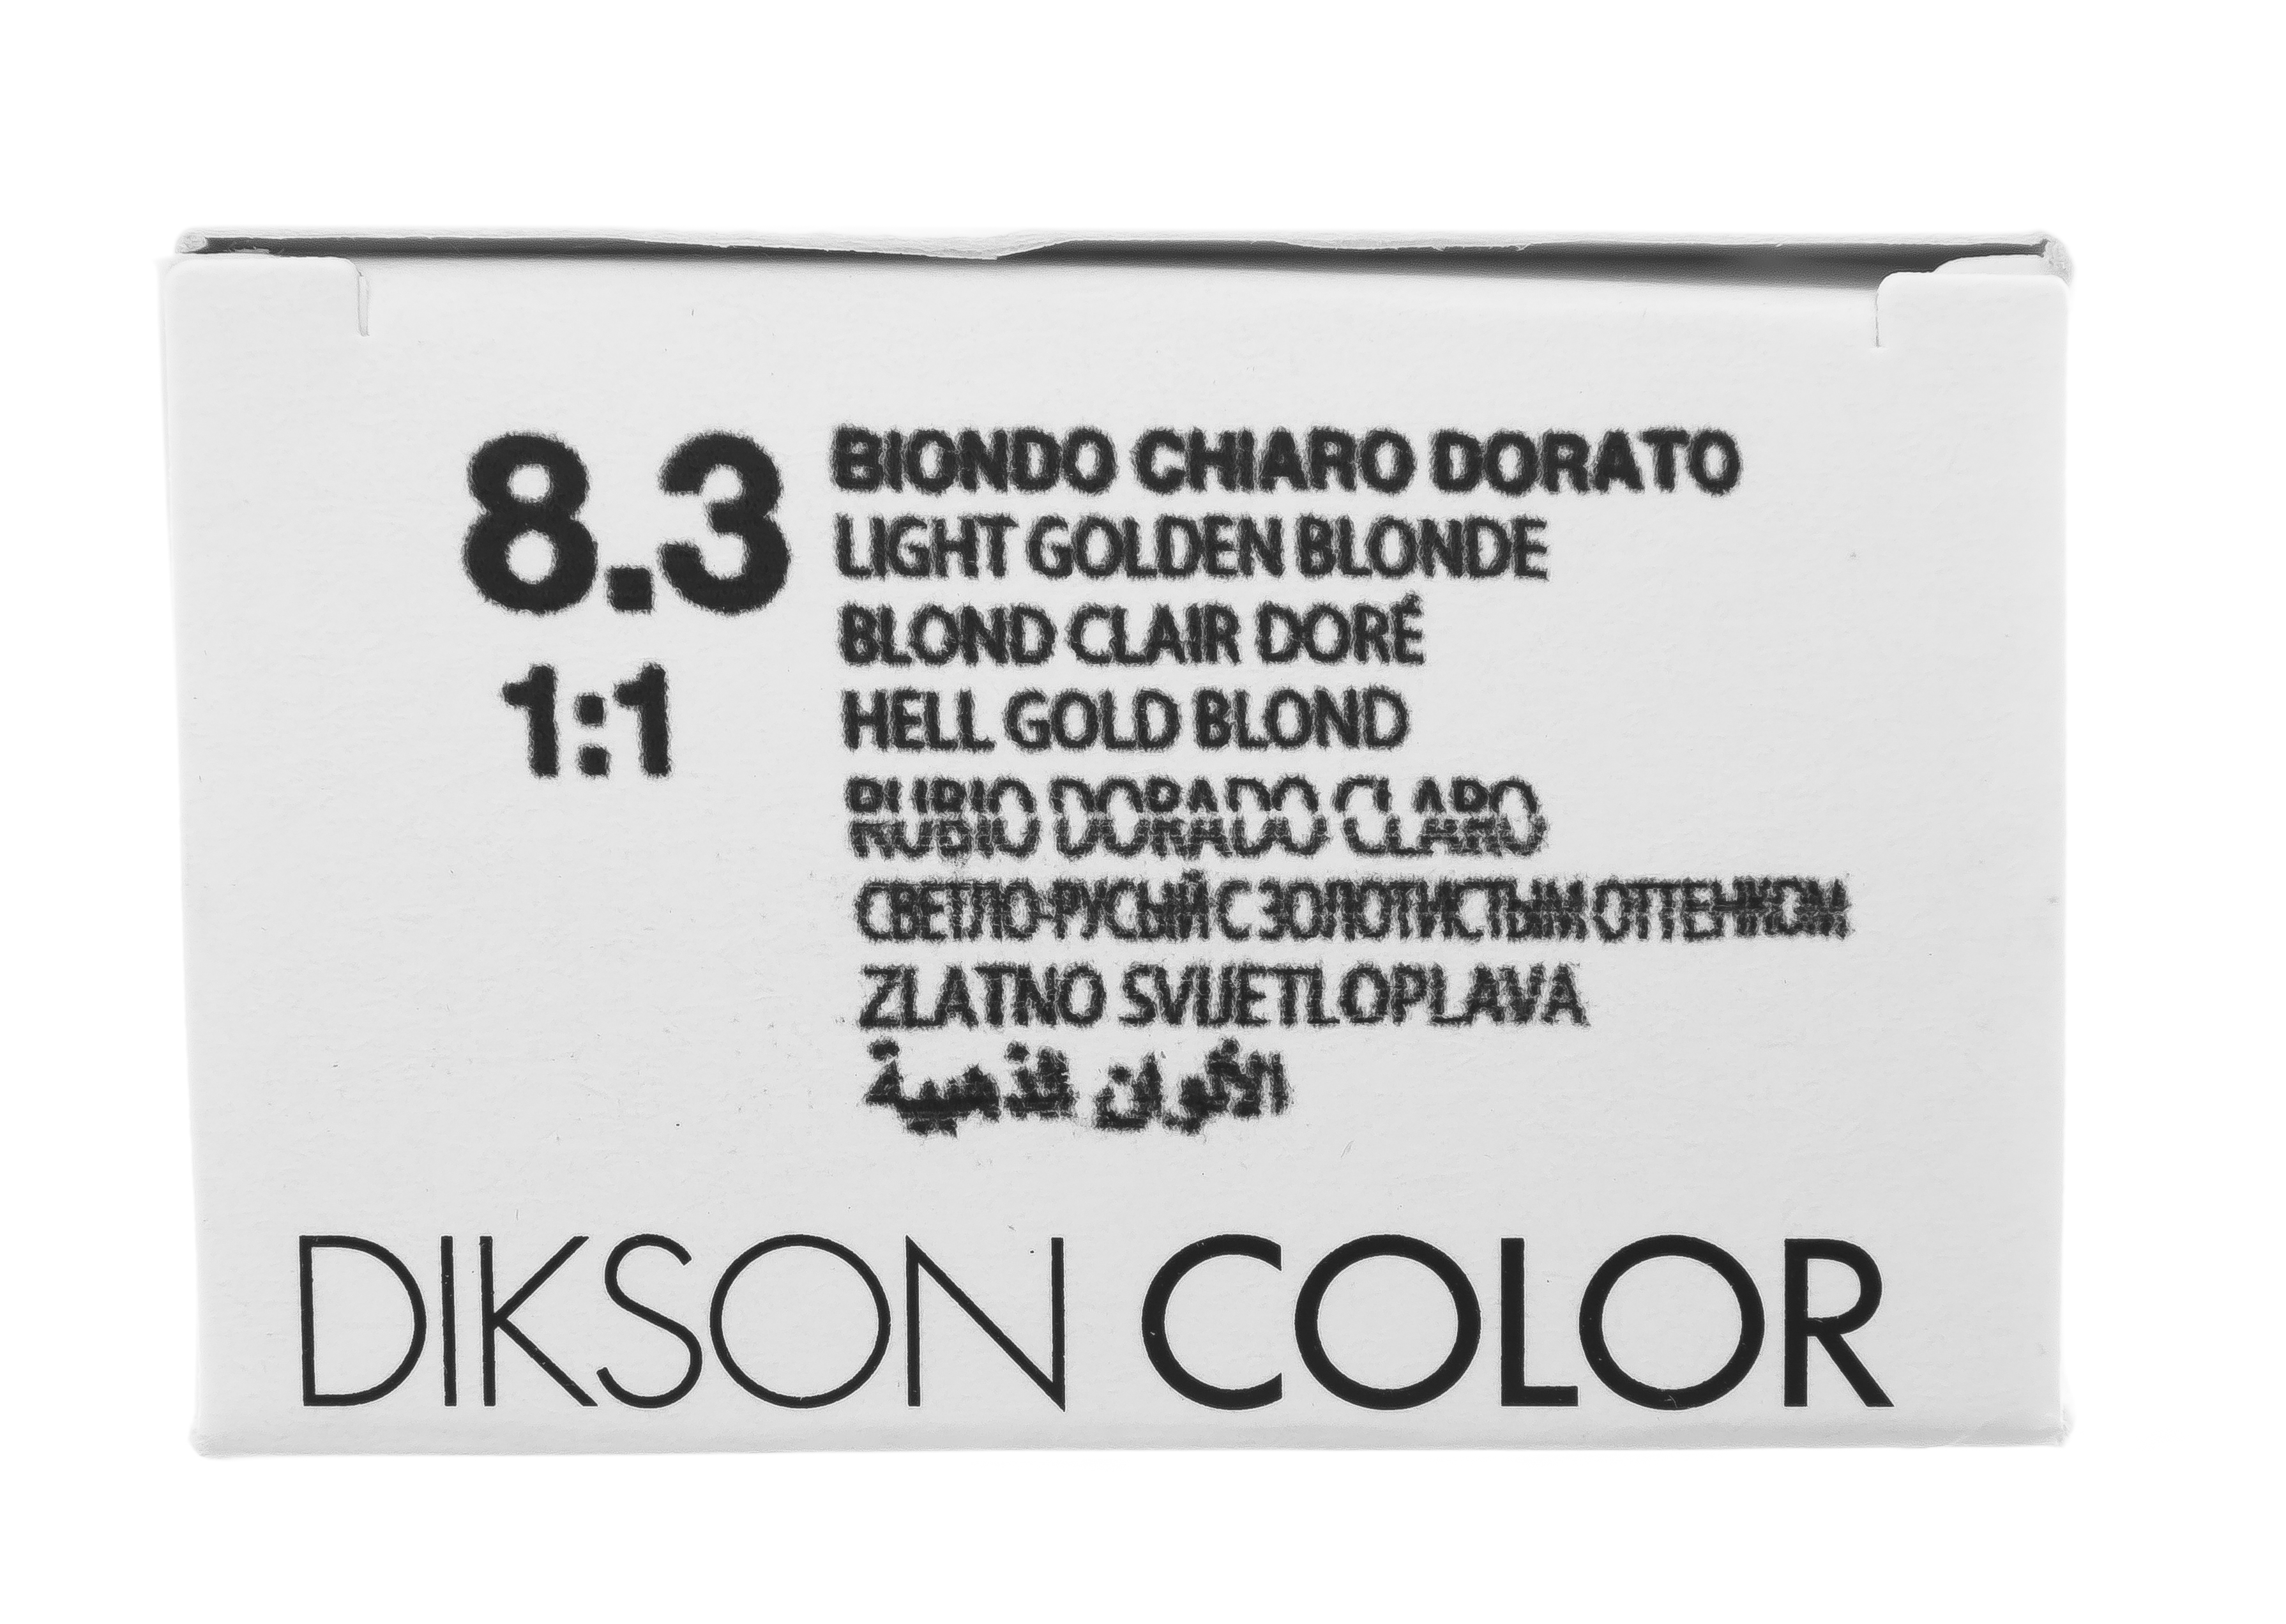 8.3
1:1
BIONDO CHIARO DORATO
LIGHT GOLDEN BLONDE
BLOND CLAIR DORÉ
HELL GOLD BLOND
RUBIO DORADO CLARO
СВЕТЛО-РУСЫЙ С ЗОЛОТИСТЫМ ОТТЕНКОМ
ZLATNO SVIJETLOPLAVA
الألوان الذهبية
DIKSON COLOR